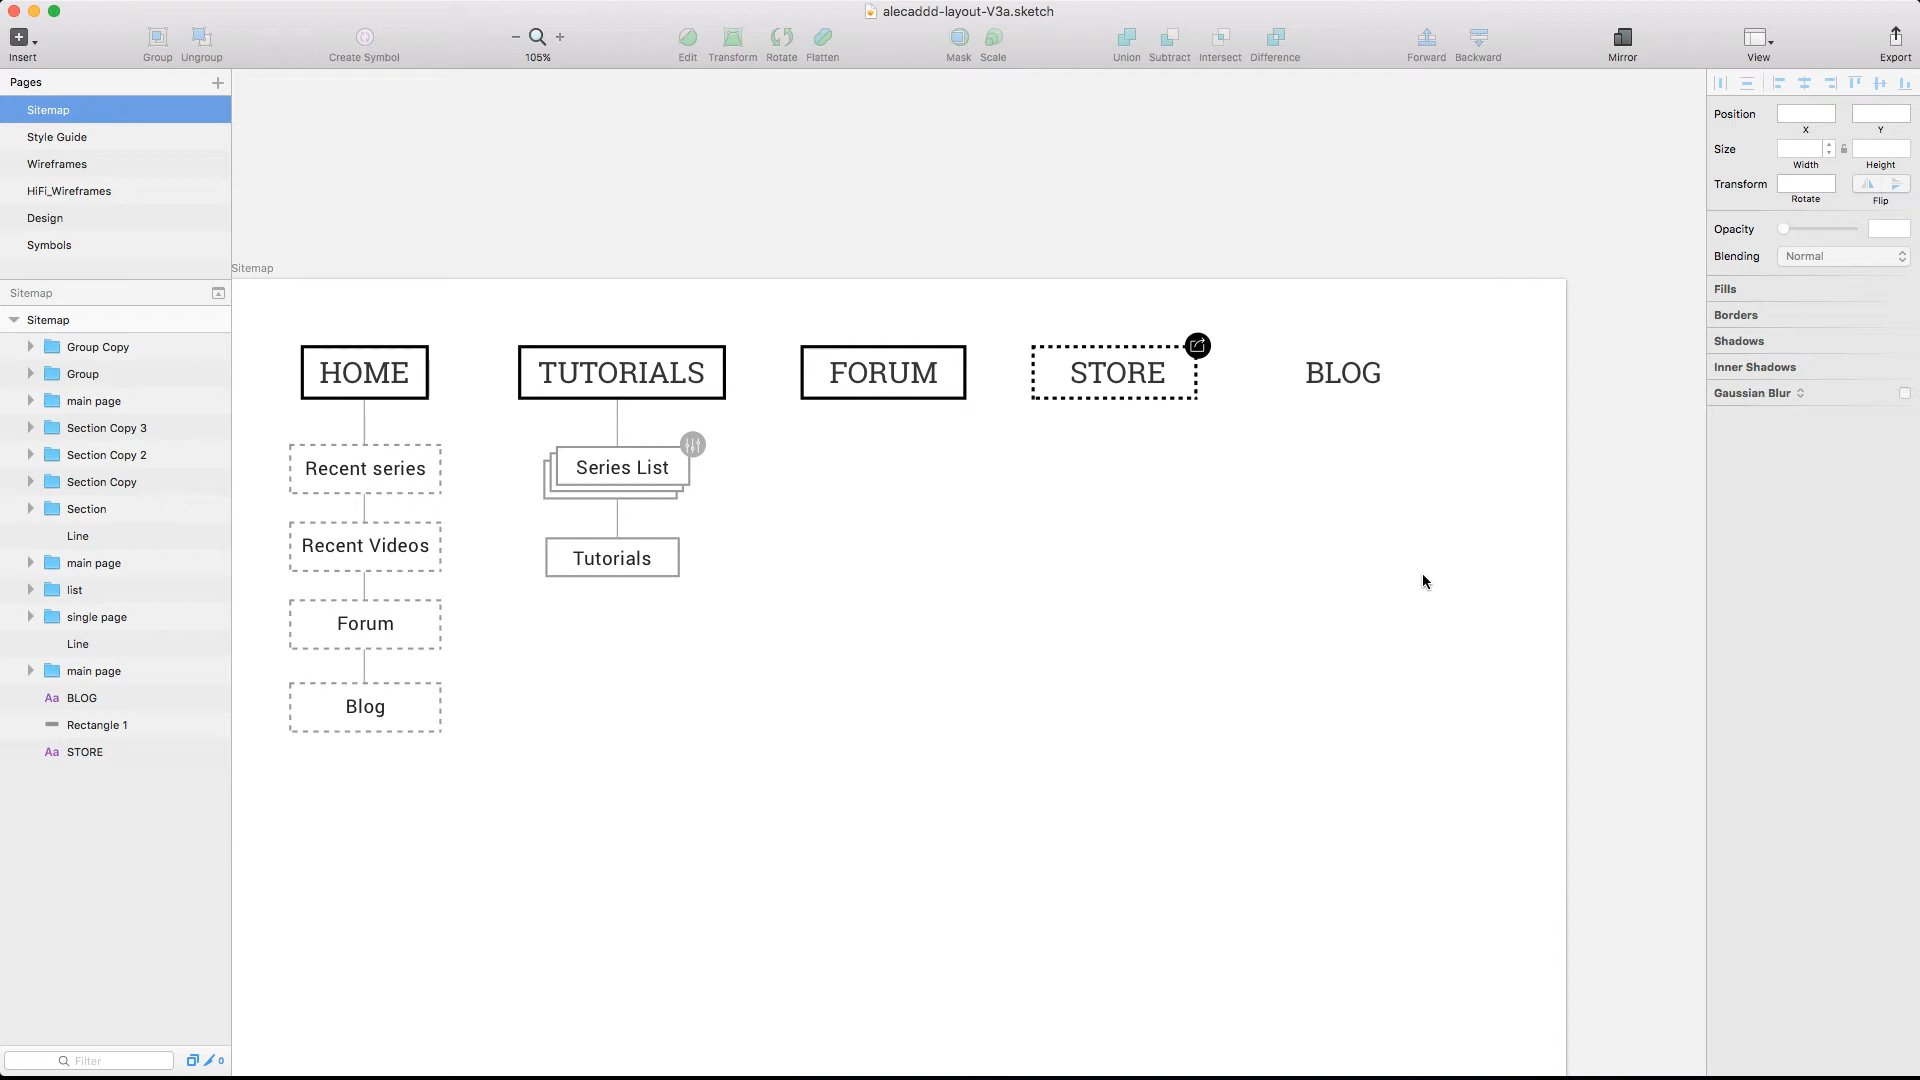 alecaddd-layout-V3a.sketch
Insert
Group
Ungroup
Create Symbol
105%
Edit
Transform
Rotate
Flatten
Mask
Scale
Union
Subtract
Intersect
Difference
Forward
Backward
Mirror
View
Export
Pages
Sitemap
Style Guide
Wireframes
HiFi_Wireframes
Design
Symbols
Sitemap
Sitemap
Group Copy
Group
main page
Section Copy 3
Section Copy 2
Section Copy
Section
Line
main page
list
single page
Line
main page
Aa BLOG
Rectangle 1
Aa STORE
Filter
0
Sitemap
HOME
TUTORIALS
FORUM
STORE
BLOG
Recent series
Series List
Recent Videos
Tutorials
Forum
Blog
Position
X
Y
Size
Width
Height
Transform
Rotate
Flip
Opacity
Blending
Normal
Fills
Borders
Shadows
Inner Shadows
Gaussian Blur